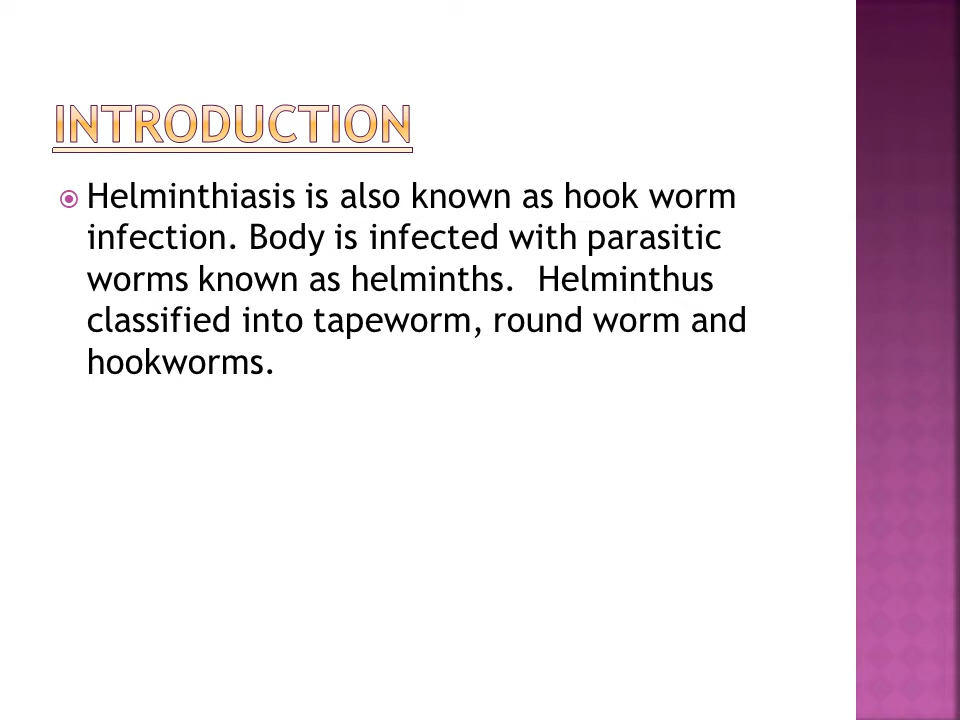 INTRODUCTION
Helminthiasis is also known as hook worm
infection. Body is infected with parasitic
worms known as helminths.  Helminthus
classified into tapeworm, round worm and
hookworms.